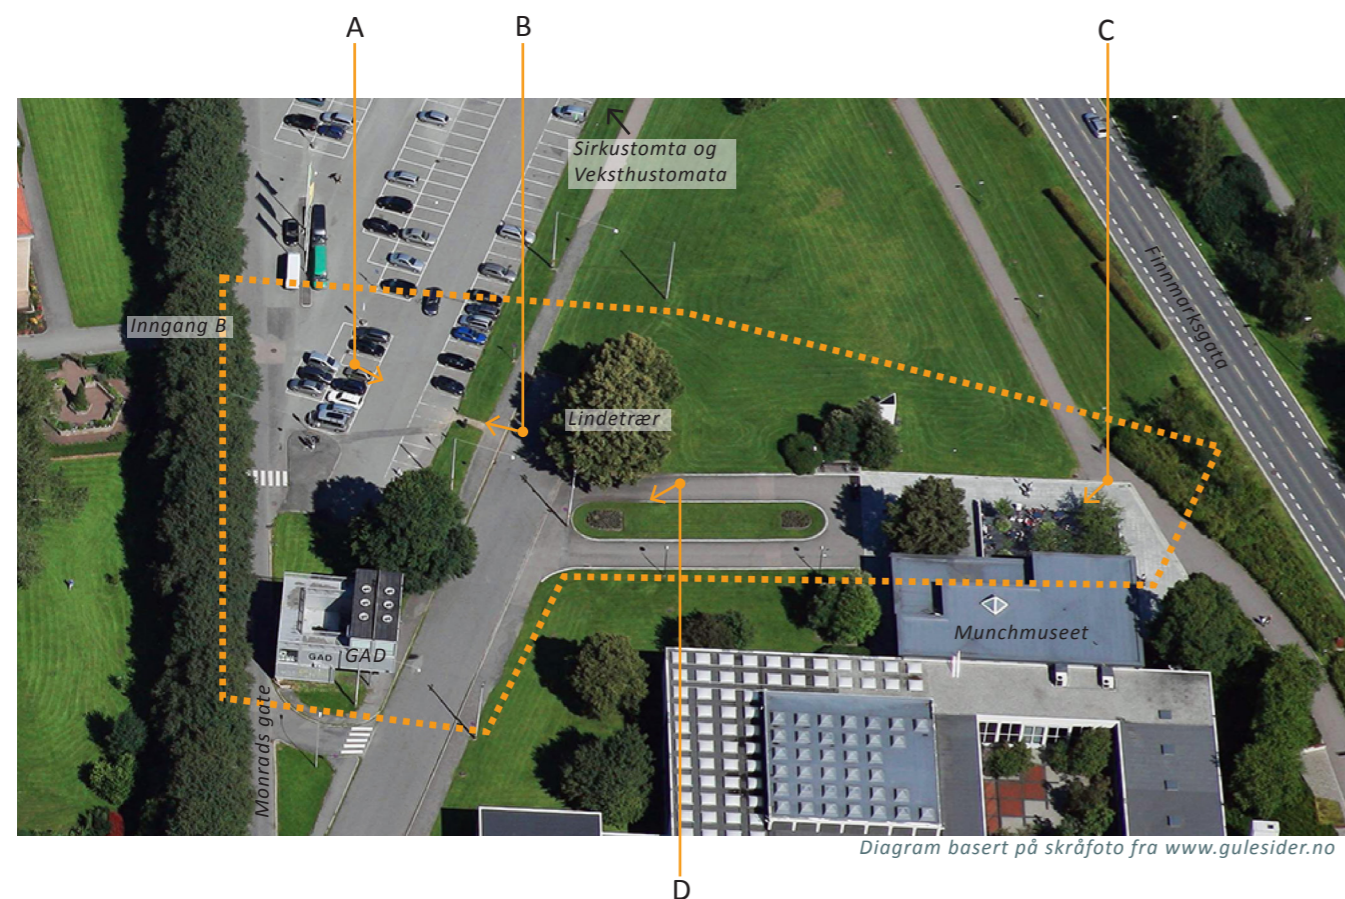 A
B
C
Sirkustomta og
Veksthustomata
Finnmarksgata
Inngang B
Lindetrær
Munchmuseet
GAD
GAD
Monrads gate
Diagram basert på skråfoto fra www.gulesider.no
D